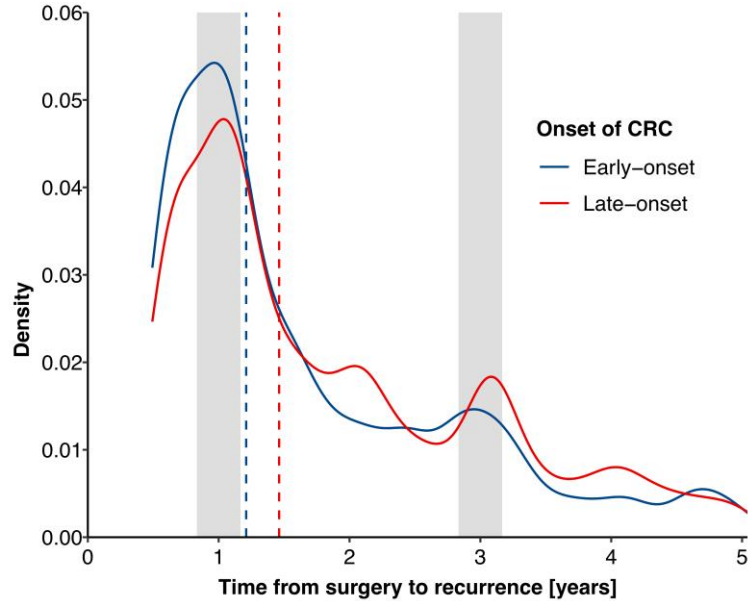 0.06
0.05
0.04
0.03
0.02
0.01
0.00
Density
0 1 2 3 4 5
Time from surgery to recurrence [years]
Onset of CRC
Early-onset
Late-onset